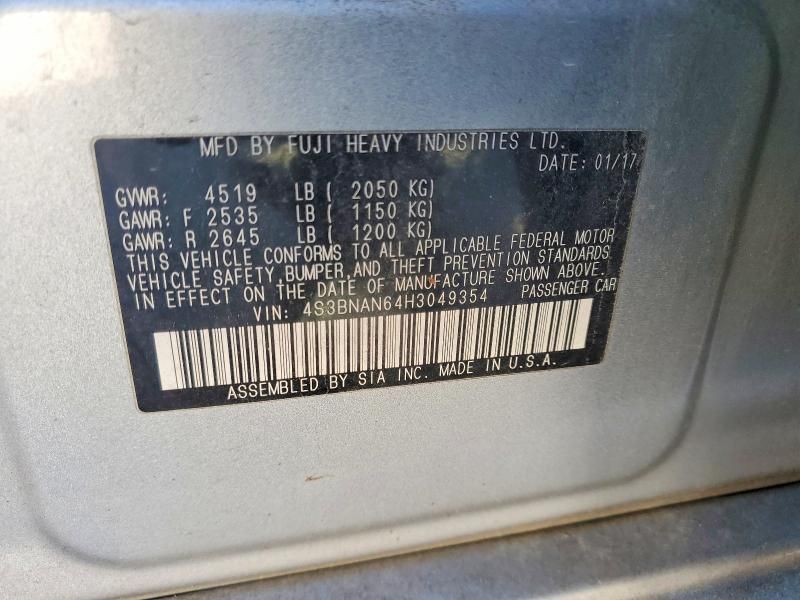 MFD BY FUJI HEAVY INDUSTRIES LTD.
DATE: 01/17
GVWR: 4519 LB ( 2050 KG)
GAWR: F 2535 LB ( 1150 KG)
GAWR: R 2645 LB ( 1200 KG)
THIS VEHICLE CONFORMS TO ALL APPLICABLE FEDERAL MOTOR
VEHICLE SAFETY,BUMPER,AND THEFT PREVENTION STANDARDS
IN EFFECT ON THE DATE OF MANUFACTURE SHOWN ABOVE.
VIN: 4S3BNAN64H3049354 PASSENGER CAR
ASSEMBLED BY SIA INC. MADE IN U.S.A.